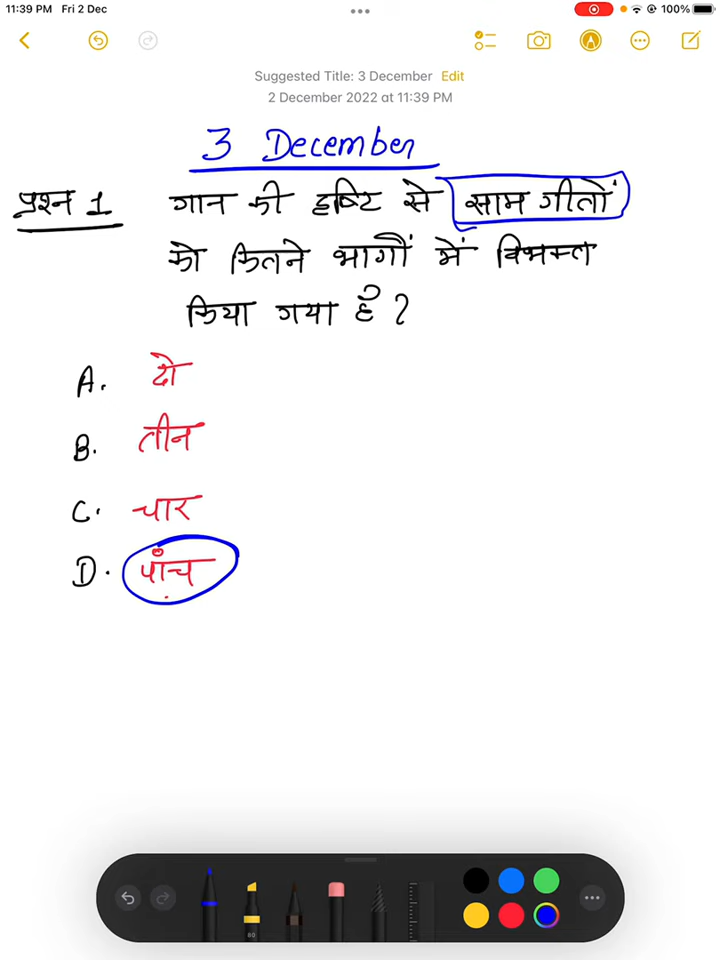 11:39 PM Fri 2 Dec 100%
Suggested Title: 3 December Edit
2 December 2022 at 11:39 PM
3 December
प्रश्न 1 गान की दृष्टि से साम गीतों
को कितने भागों में विभक्त
किया गया है?
A. दो
B. तीन
C. चार
D. पाँच
80